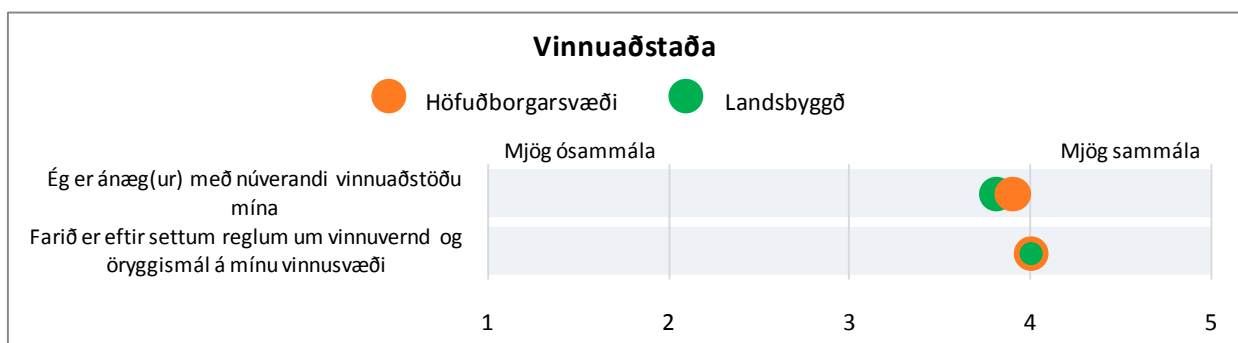 Vinnuaðstaða
Höfuðborgarsvæði Landsbyggð
Mjög ósammála Mjög sammála
Ég er ánæg(ur) með núverandi vinnuaðstöðu
mína
Farið er eftir settum reglum um vinnuvernd og
öryggismál á mínu vinnusvæði
1 2 3 4 5